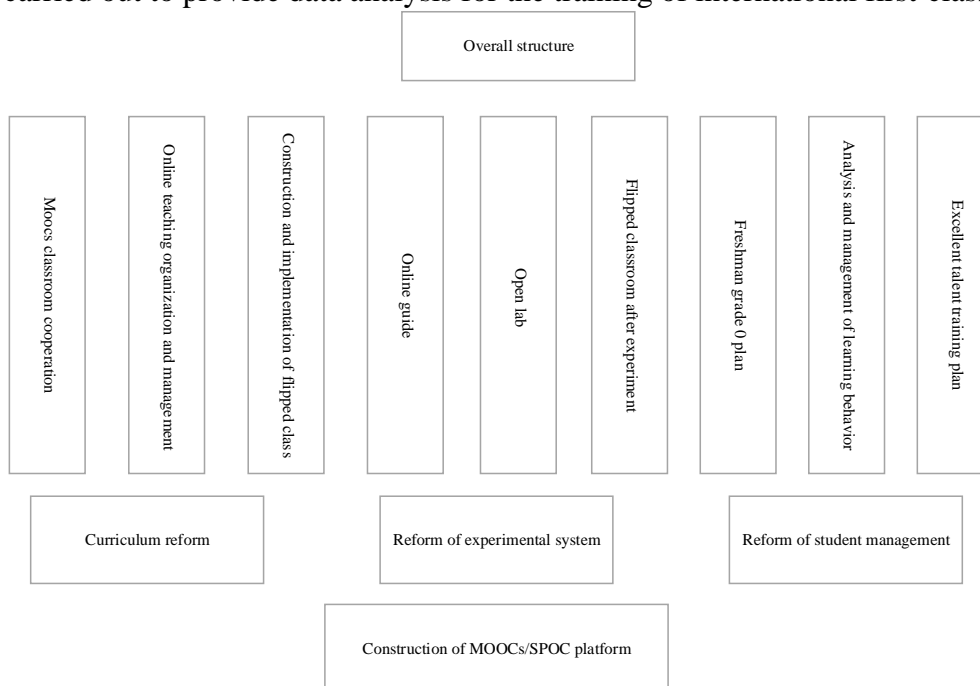 carried out to provide data analysis for the training of international first-clas
Overall structure
Moocs classroom cooperation
Online teaching organization and management
Construction and implementation of flipped class
Online guide
Open lab
Flipped classroom after experiment
Freshman grade 0 plan
Analysis and management of learning behavior
Excellent talent training plan
Curriculum reform
Reform of experimental system
Reform of student management
Construction of MOOCs/SPOC platform